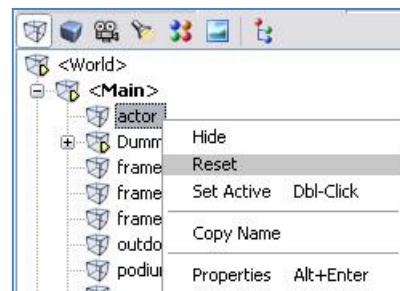 <World>
<Main>
actor
Dumm
Hide
frame
Reset
frame
Set Active Dbl-Click
frame
outdo
Copy Name
podiu
Properties Alt+Enter